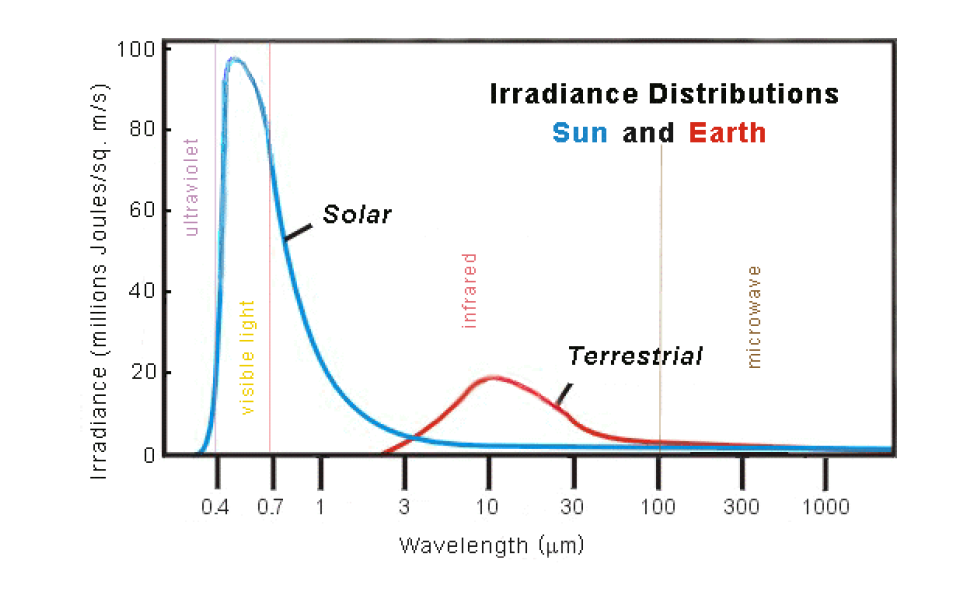 Irradiance Distributions
Sun and Earth
Irradiance (millions Joules/sq. m/s)
100
80
60
40
20
0
ultraviolet
visible light
Solar
infrared
Terrestrial
microwave
0.4 0.7 1 3 10 30 100 300 1000
Wavelength (μm)